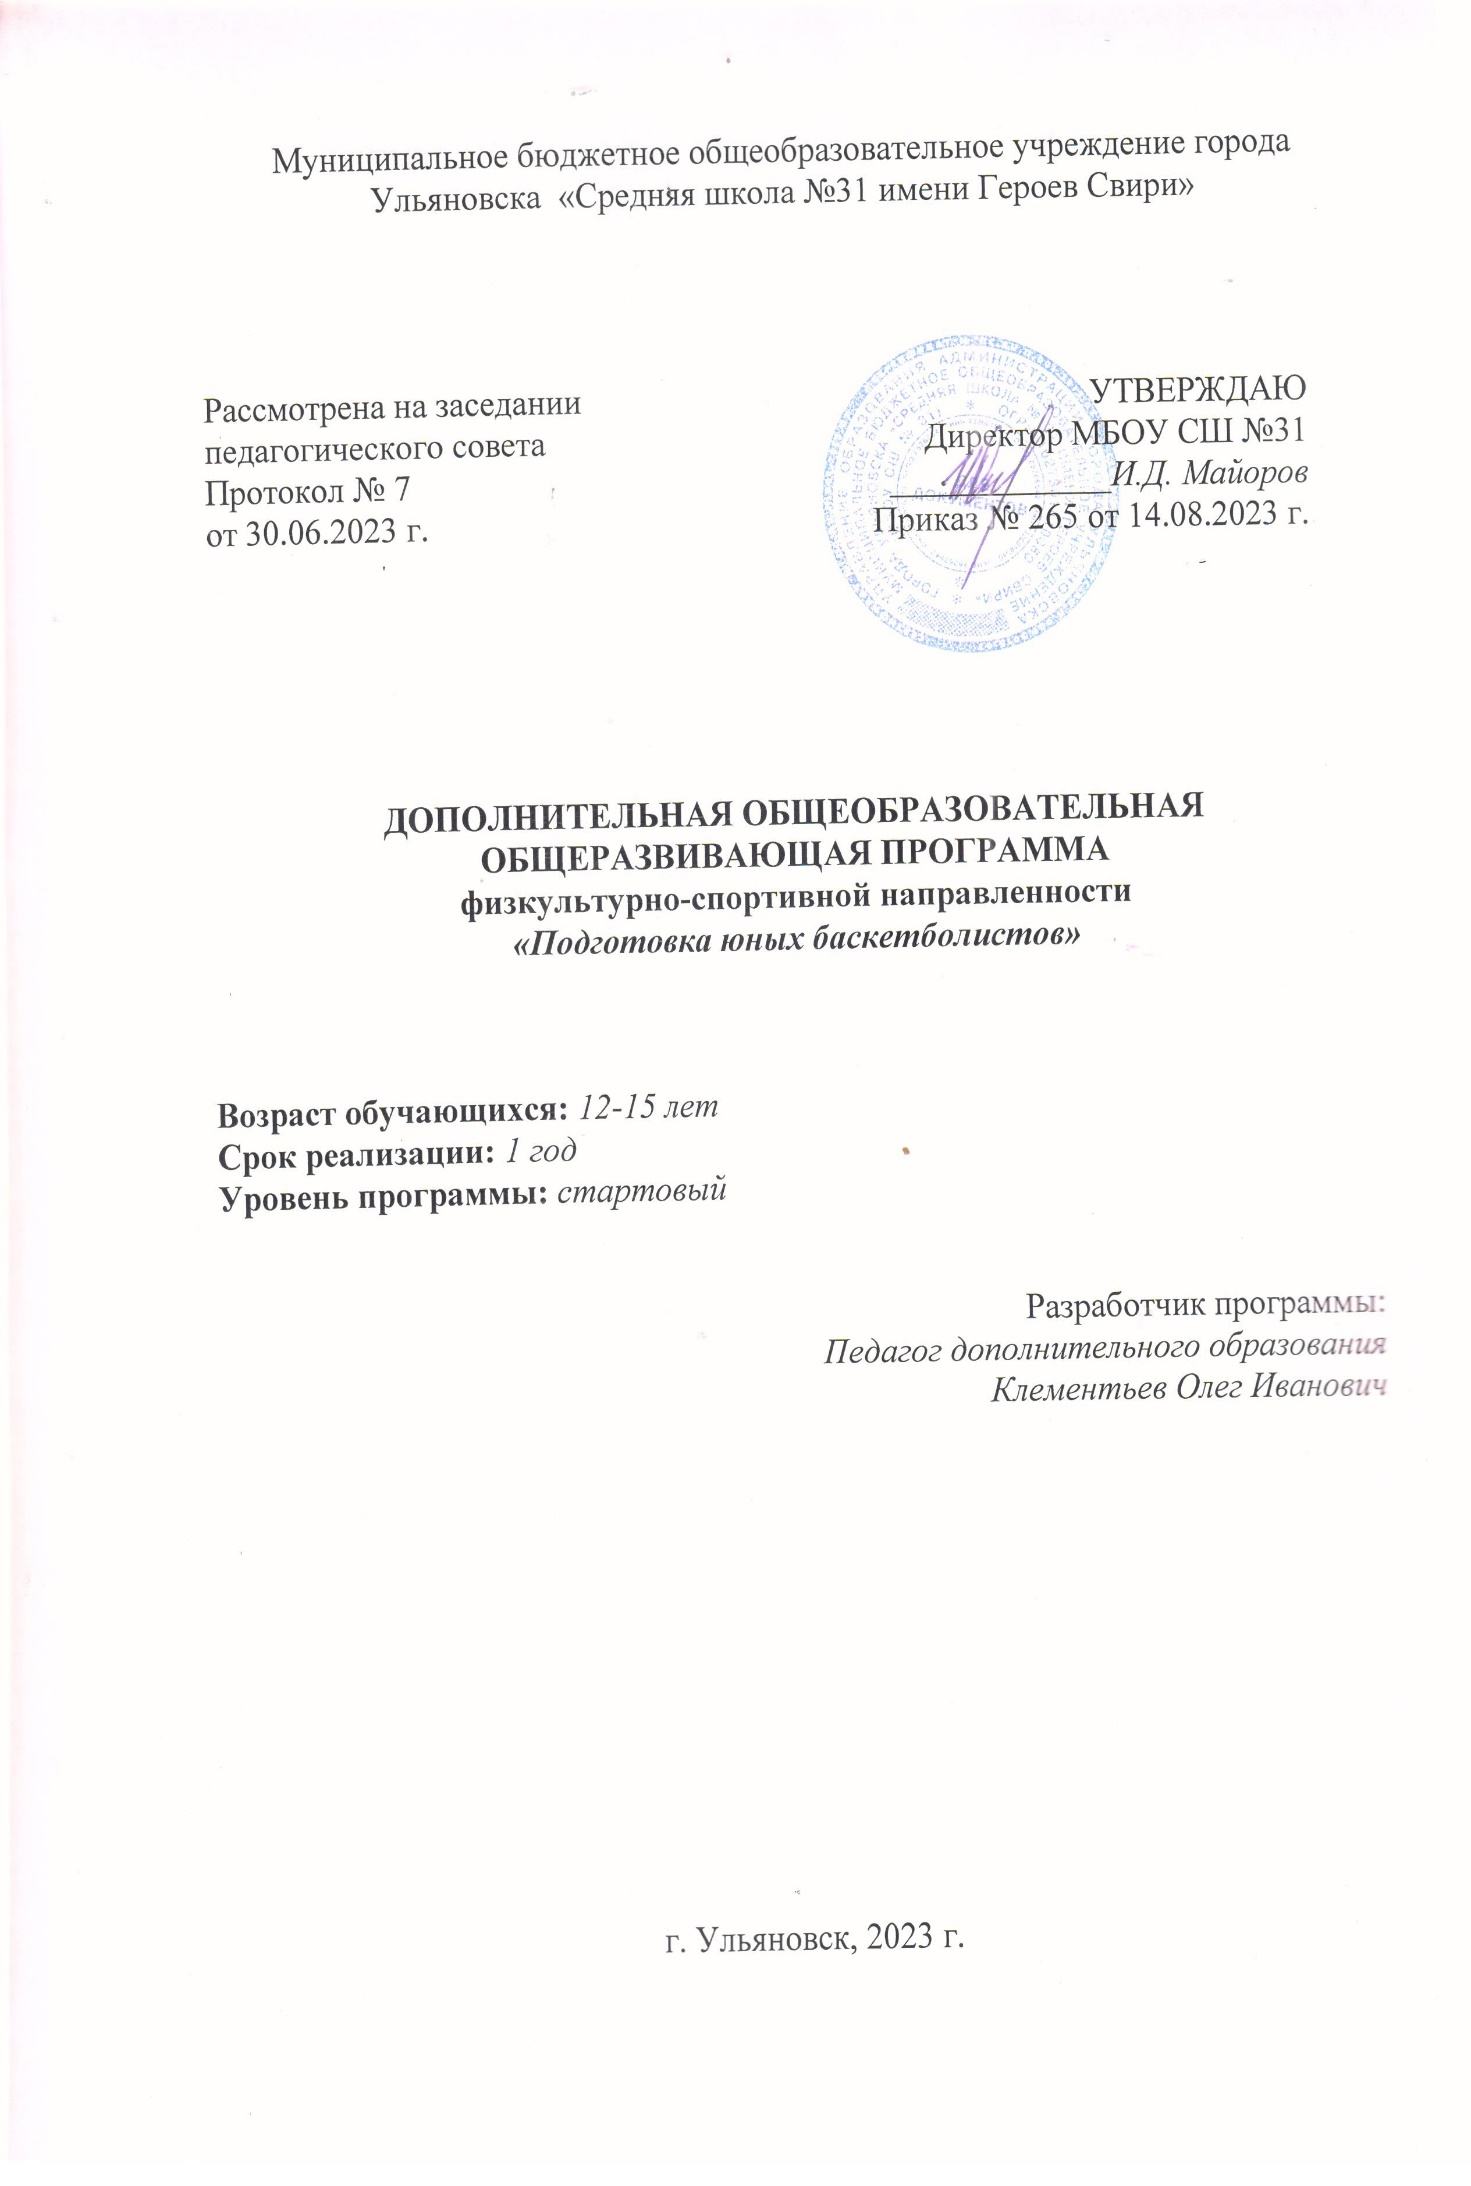 Муниципальное бюджетное общеобразовательное учреждение города
Ульяновска «Средняя школа №31 имени Героев Свири»
Рассмотрена на заседании
педагогического совета
Протокол № 7
от 30.06.2023 г.
УТВЕРЖДАЮ
Директор МБОУ СШ №31
И.Д. Майоров
Приказ № 265 от 14.08.2023 г.
ДОПОЛНИТЕЛЬНАЯ ОБЩЕОБРАЗОВАТЕЛЬНАЯ
ОБЩЕРАЗВИВАЮЩАЯ ПРОГРАММА
физкультурно-спортивной направленности
«Подготовка юных баскетболистов»
Возраст обучающихся: 12-15 лет
Срок реализации: 1 год
Уровень программы: стартовый
Разработчик программы:
Педагог дополнительного образования
Клементьев Олег Иванович
г. Ульяновск, 2023 г.